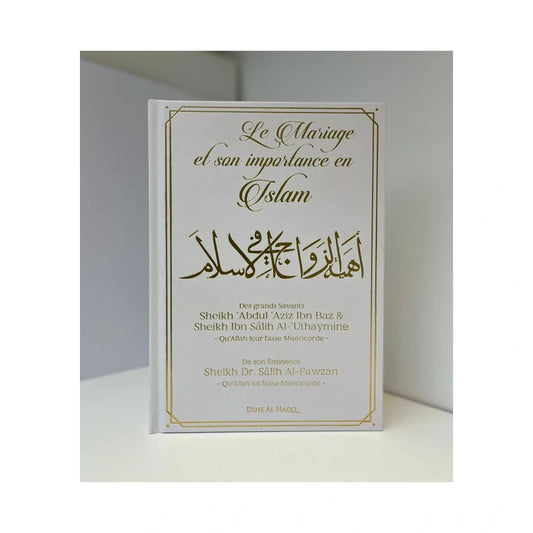 Le Mariage
et son importance en
Islam
أهمية الزواج في الإسلام
Des grands Savants
Sheikh 'Abdul 'Aziz Ibn Baz &
Sheikh Ibn Sâlih Al-'Uthaymine
- Qu'Allah leur fasse Miséricorde -
De son Éminence
Sheikh Dr. Sâlih Al-Fawzan
- Qu'Allah lui fasse Miséricorde -
DINE AL HAQQ_